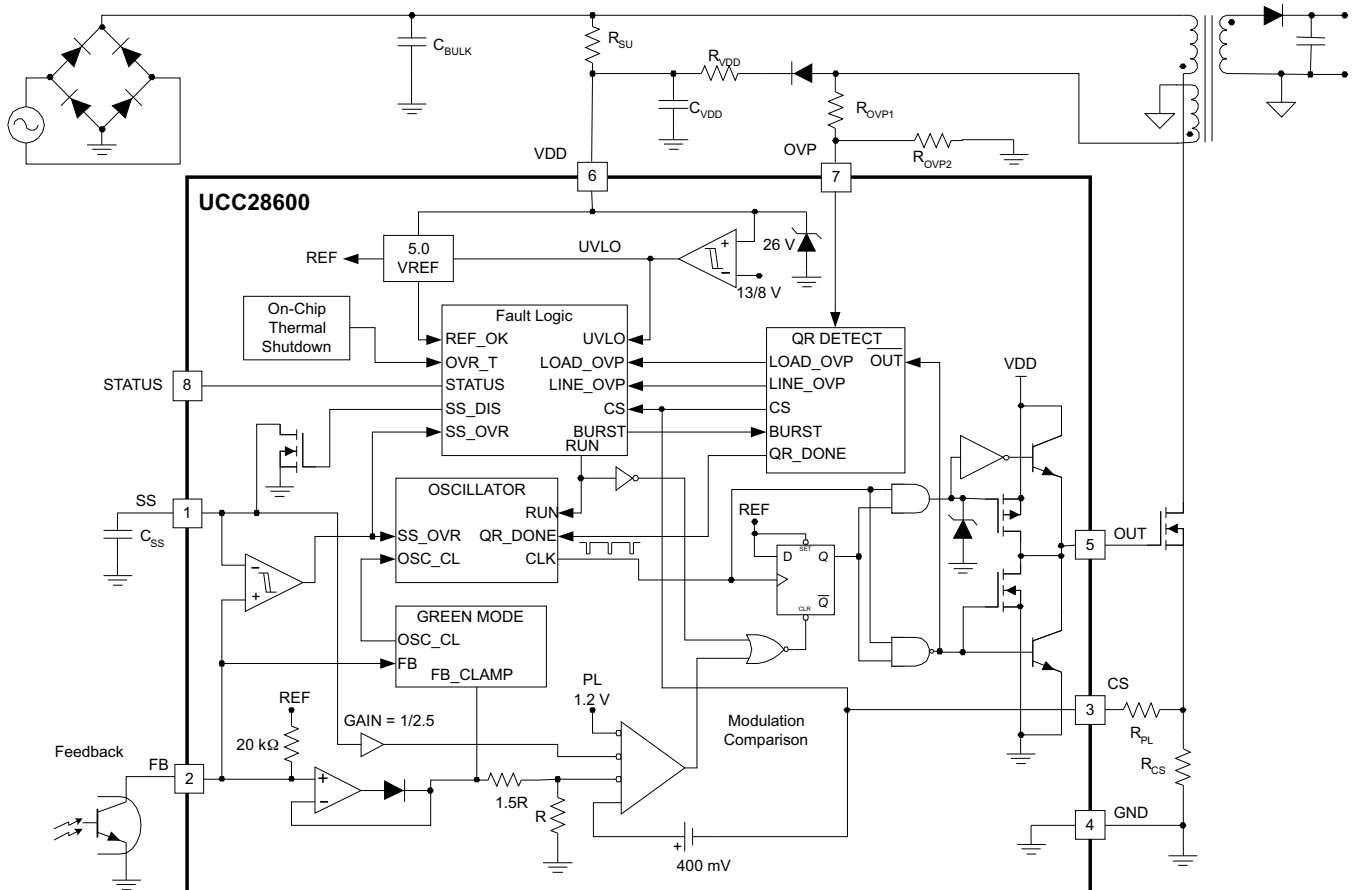 R_SU
C_BULK
R_VDD
C_VDD
R_OVP1
R_OVP2
VDD
OVP
6
7
UCC28600
REF
5.0
VREF
UVLO
26 V
13/8 V
On-Chip
Thermal
Shutdown
Fault Logic
REF_OK
UVLO
OVR_T
LOAD_OVP
STATUS
LINE_OVP
SS_DIS
CS
SS_OVR
BURST
RUN
QR DETECT
LOAD_OVP
OUT
LINE_OVP
CS
BURST
QR_DONE
VDD
STATUS
8
SS
1
C_SS
OSCILLATOR
RUN
SS_OVR
QR_DONE
OSC_CL
CLK
REF
SET
D
Q
Q
CLR
5
OUT
GREEN MODE
OSC_CL
FB
FB_CLAMP
PL
1.2 V
REF
20 kΩ
GAIN = 1/2.5
Modulation
Comparison
CS
3
R_PL
R_CS
Feedback
FB
2
+
−
1.5R
R
+
400 mV
4
GND